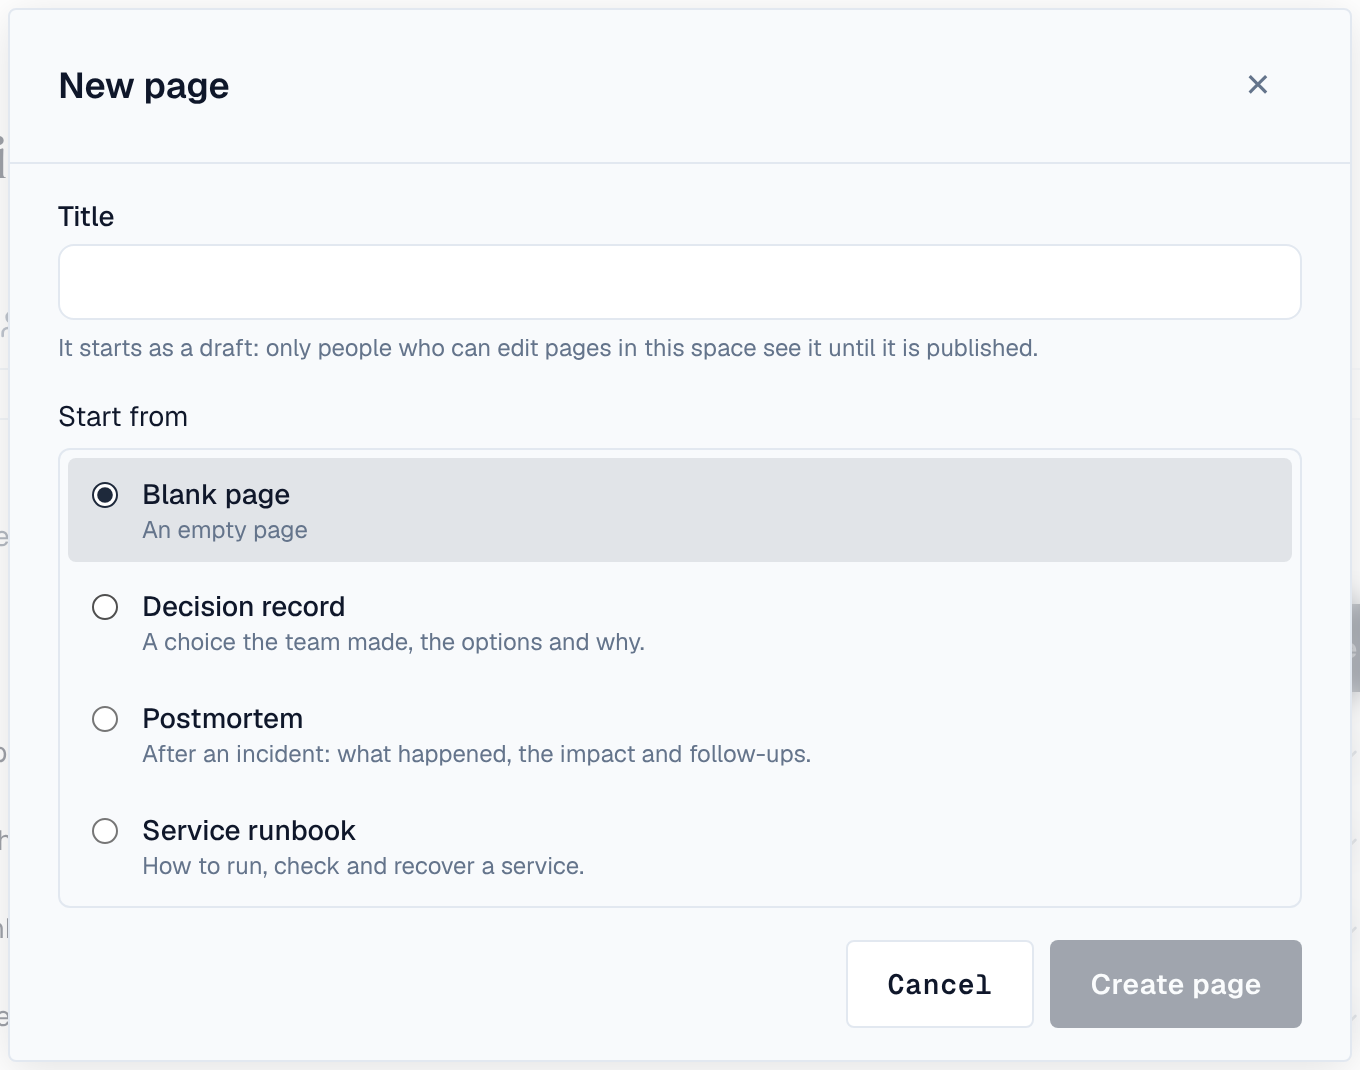 New page
Title
It starts as a draft: only people who can edit pages in this space see it until it is published.
Start from
Blank page
An empty page
Decision record
A choice the team made, the options and why.
Postmortem
After an incident: what happened, the impact and follow-ups.
Service runbook
How to run, check and recover a service.
Cancel
Create page